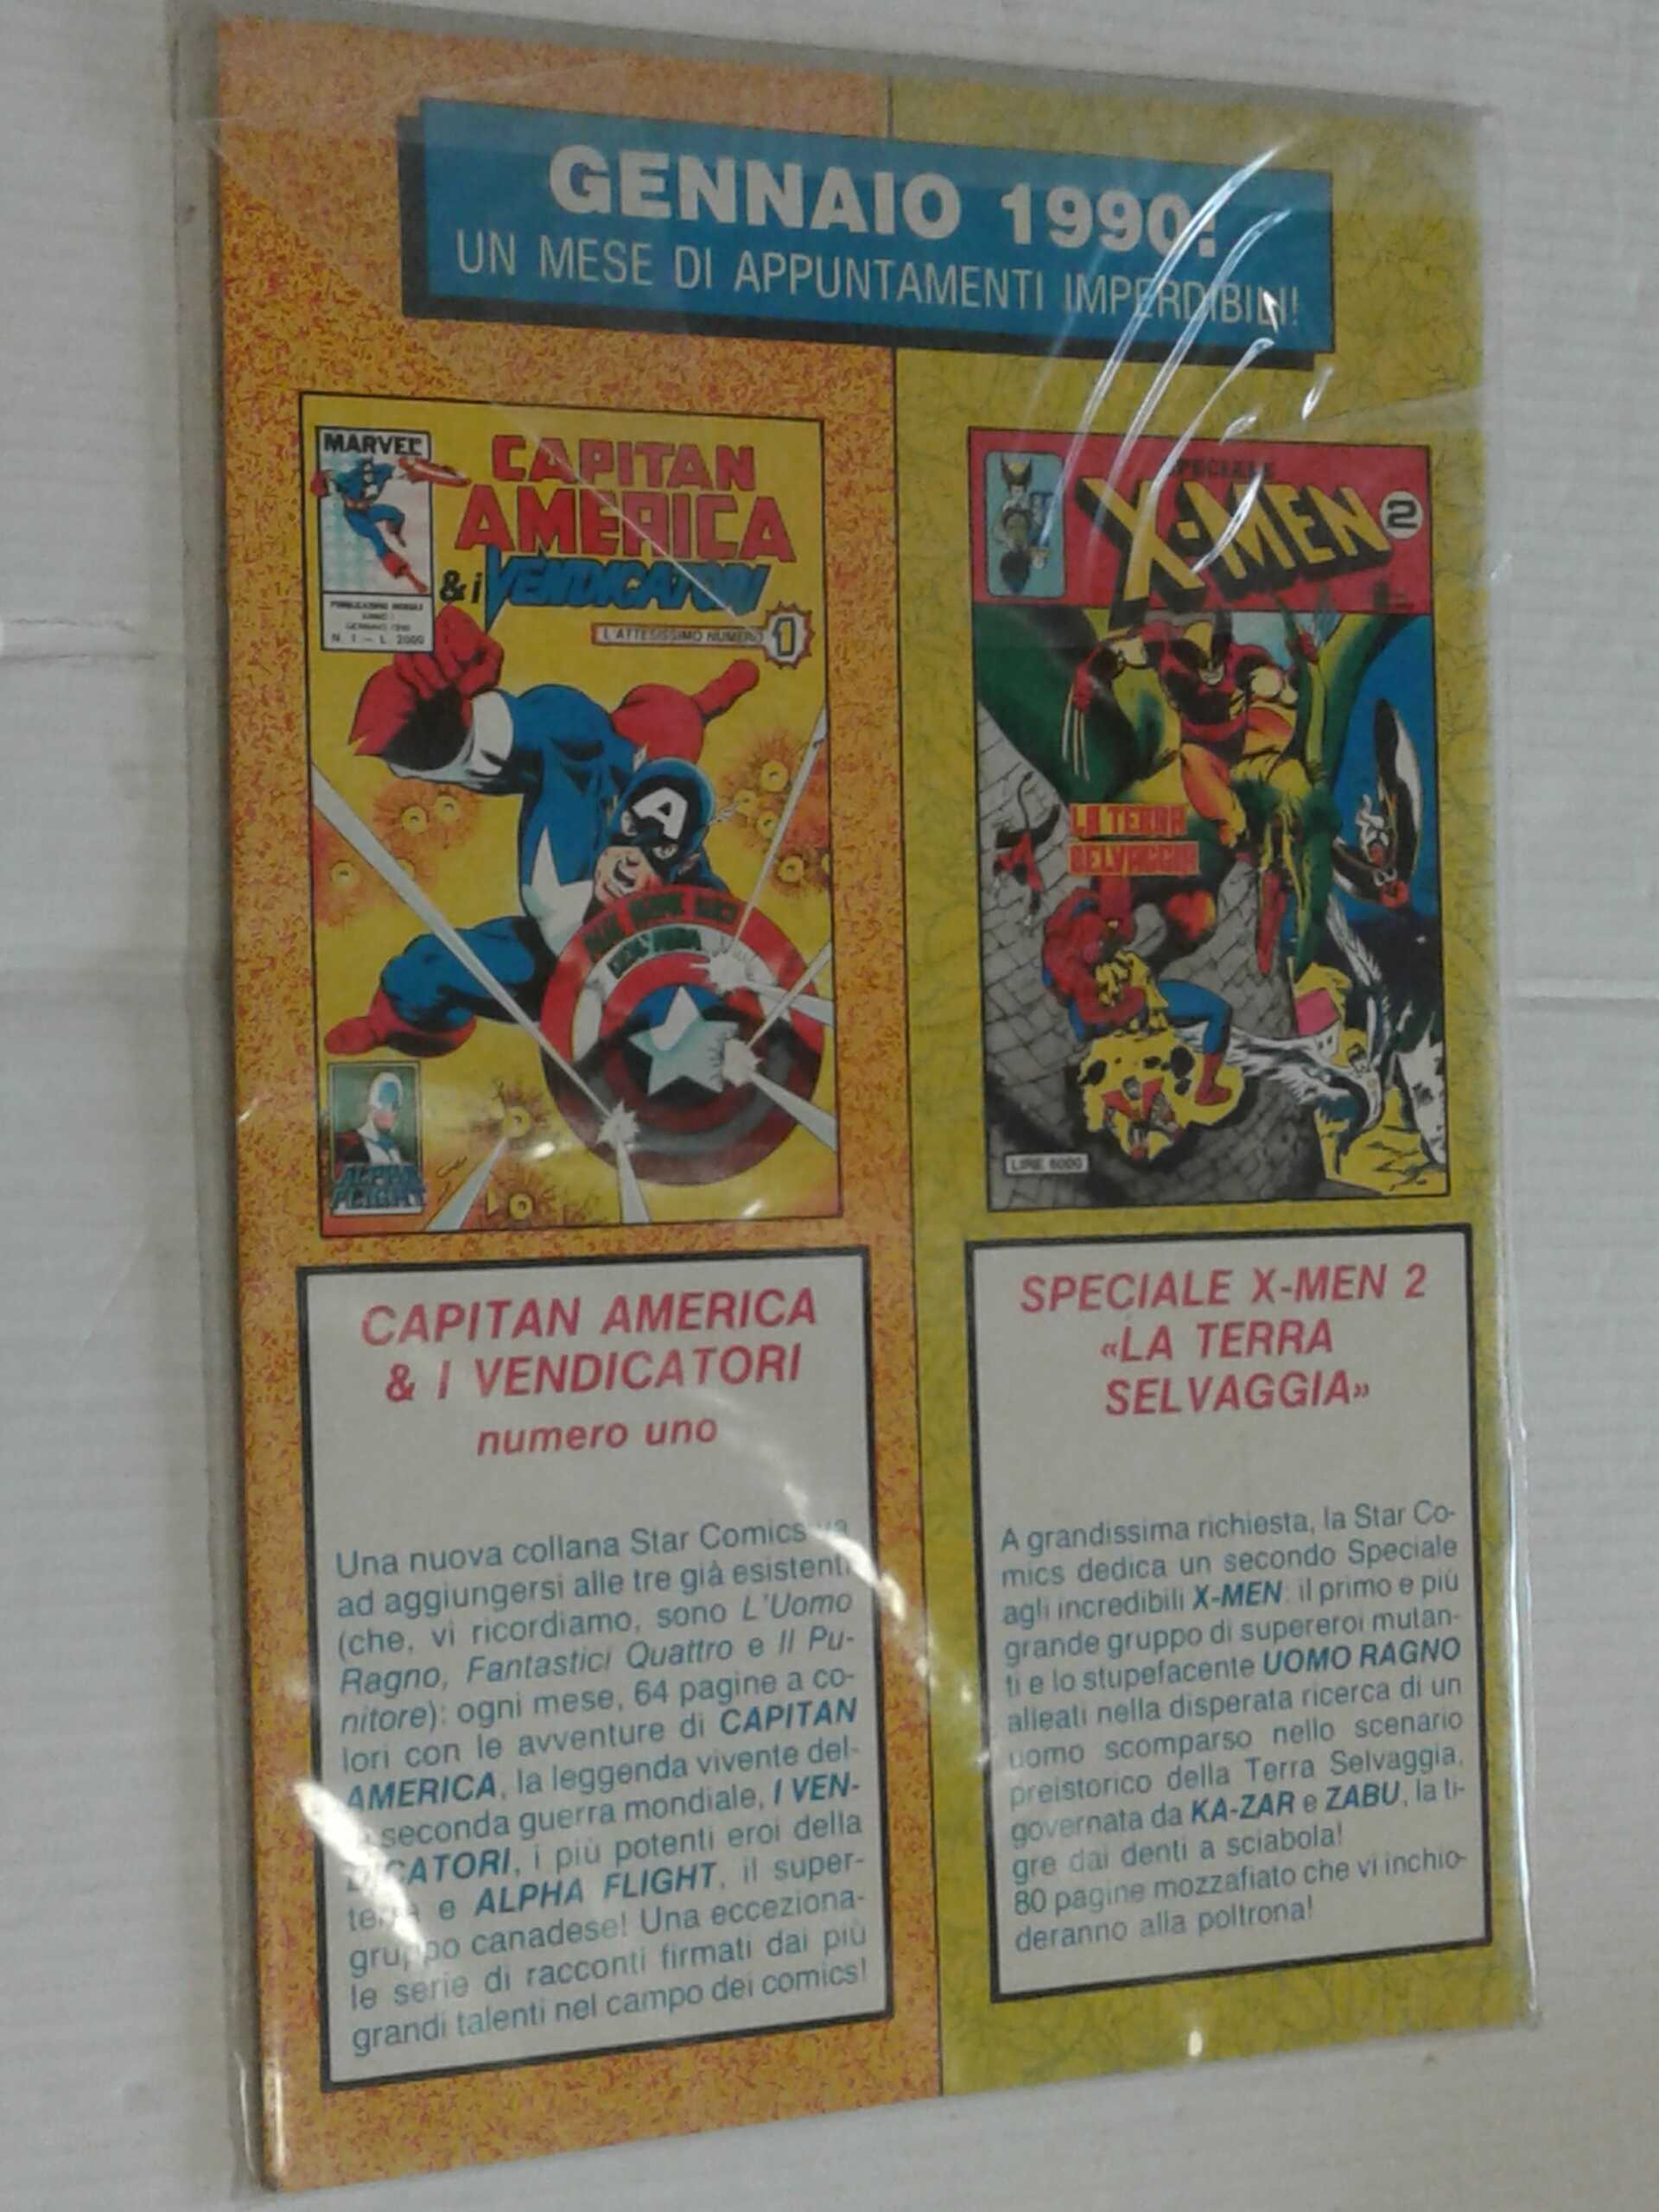 GENNAIO 1990:
UN MESE DI APPUNTAMENTI IMPERDIBILI!
MARVEL
CAPITAN
AMERICA
& i VENDICATORI
L'ATTESISSIMO NUMERO 1
N. 1 - L. 2000
ALPHA
FLIGHT
SPECIALE
X-MEN 2
LA TERRA
SELVAGGIA
LIRE 6000
CAPITAN AMERICA
& I VENDICATORI
numero uno
Una nuova collana Star Comics va
ad aggiungersi alle tre già esistenti
(che, vi ricordiamo, sono L'Uomo
Ragno, Fantastici Quattro e Il Pu-
nitore): ogni mese, 64 pagine a co-
lori con le avventure di CAPITAN
AMERICA, la leggenda vivente del-
la seconda guerra mondiale, I VEN-
DICATORI, i più potenti eroi della
terra e ALPHA FLIGHT, il super-
gruppo canadese! Una ecceziona-
le serie di racconti firmati dai più
grandi talenti nel campo dei comics!
SPECIALE X-MEN 2
«LA TERRA
SELVAGGIA»
A grandissima richiesta, la Star Co-
mics dedica un secondo Speciale
agli incredibili X-MEN: il primo e più
grande gruppo di supereroi mutan-
ti e lo stupefacente UOMO RAGNO
alleati nella disperata ricerca di un
uomo scomparso nello scenario
preistorico della Terra Selvaggia,
governata da KA-ZAR e ZABU, la ti-
gre dai denti a sciabola!
80 pagine mozzafiato che vi inchio-
deranno alla poltrona!